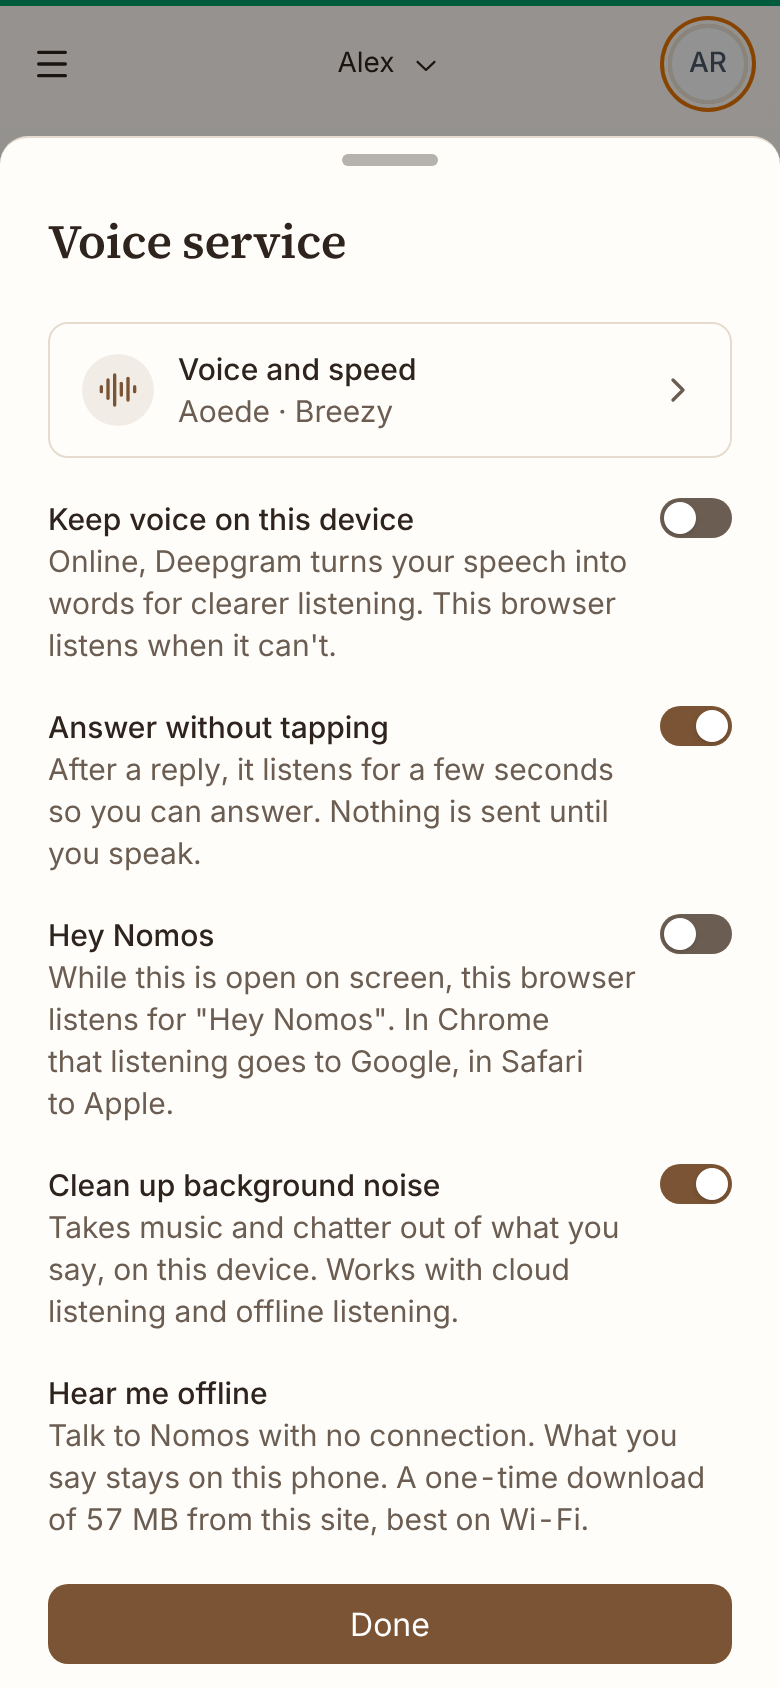 Alex
AR
Voice service
Voice and speed
Aoede · Breezy
Keep voice on this device
Online, Deepgram turns your speech into
words for clearer listening. This browser
listens when it can't.
Answer without tapping
After a reply, it listens for a few seconds
so you can answer. Nothing is sent until
you speak.
Hey Nomos
While this is open on screen, this browser
listens for "Hey Nomos". In Chrome
that listening goes to Google, in Safari
to Apple.
Clean up background noise
Takes music and chatter out of what you
say, on this device. Works with cloud
listening and offline listening.
Hear me offline
Talk to Nomos with no connection. What you
say stays on this phone. A one-time download
of 57 MB from this site, best on Wi-Fi.
Done